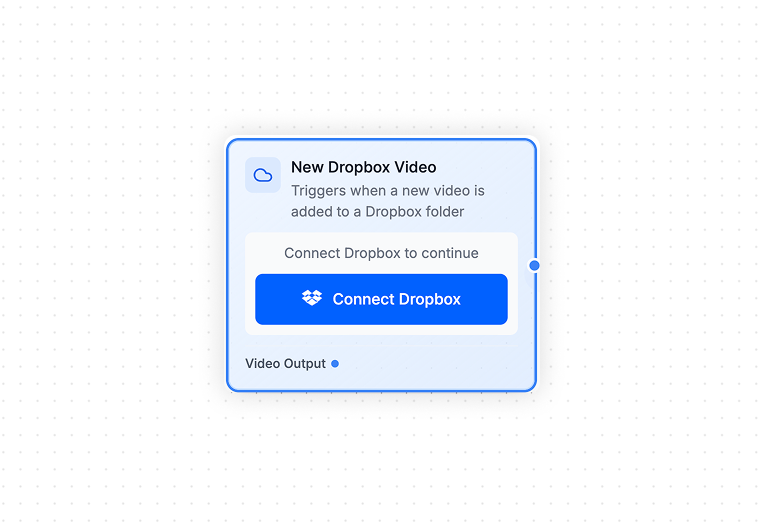 New Dropbox Video
Triggers when a new video is
added to a Dropbox folder
Connect Dropbox to continue
Connect Dropbox
Video Output